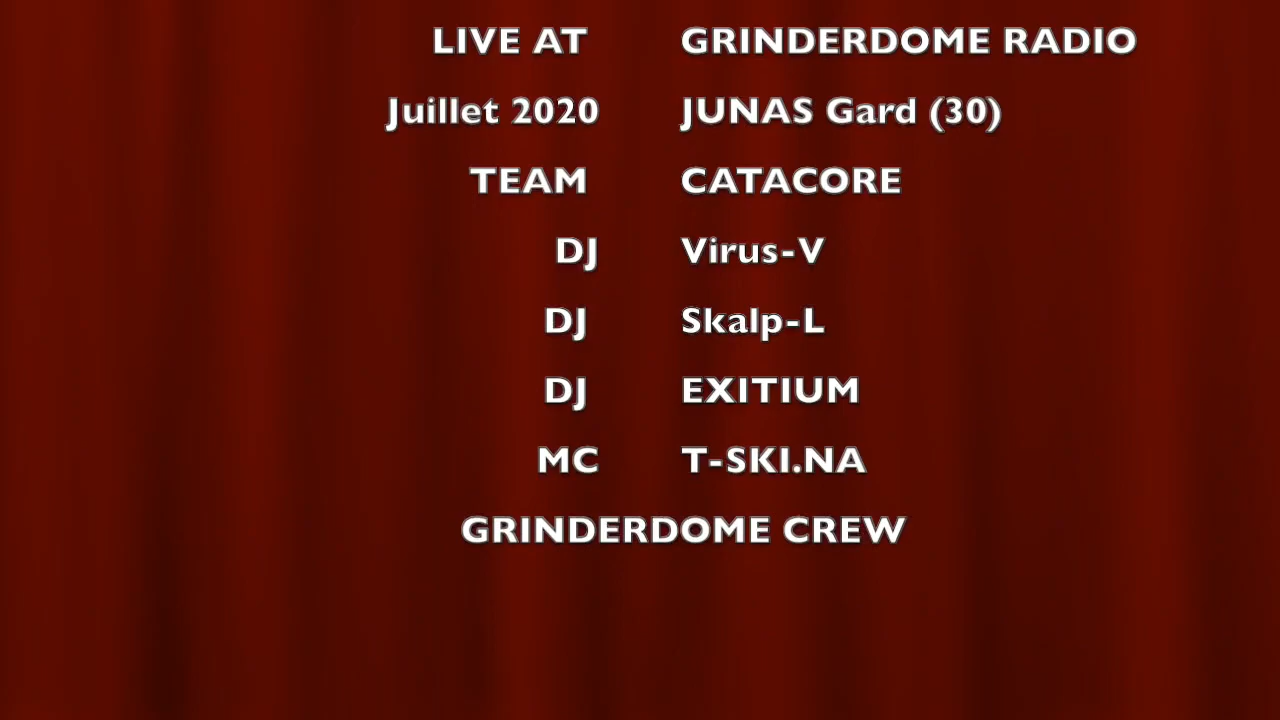 LIVE AT GRINDERDOME RADIO
Juillet 2020 JUNAS Gard (30)
TEAM CATACORE
DJ Virus-V
DJ Skalp-L
DJ EXITIUM
MC T-SKI.NA
GRINDERDOME CREW